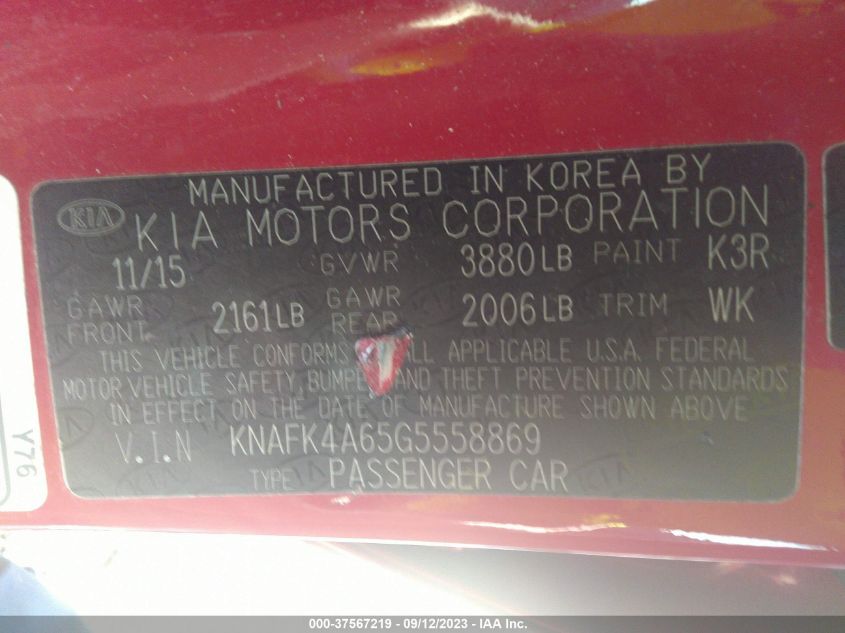 MANUFACTURED IN KOREA BY
KIA
KIA MOTORS CORPORATION
11/15 GVWR 3880LB PAINT K3R
GAWR FRONT 2161LB GAWR REAR 2006LB TRIM WK
THIS VEHICLE CONFORMS ALL APPLICABLE U.S.A. FEDERAL
MOTOR VEHICLE SAFETY, BUMPER AND THEFT PREVENTION STANDARDS
IN EFFECT ON THE DATE OF MANUFACTURE SHOWN ABOVE
V.I.N KNAFK4A65G5558869
TYPE PASSENGER CAR
Y76
000-37567219 - 09/12/2023 - IAA Inc.